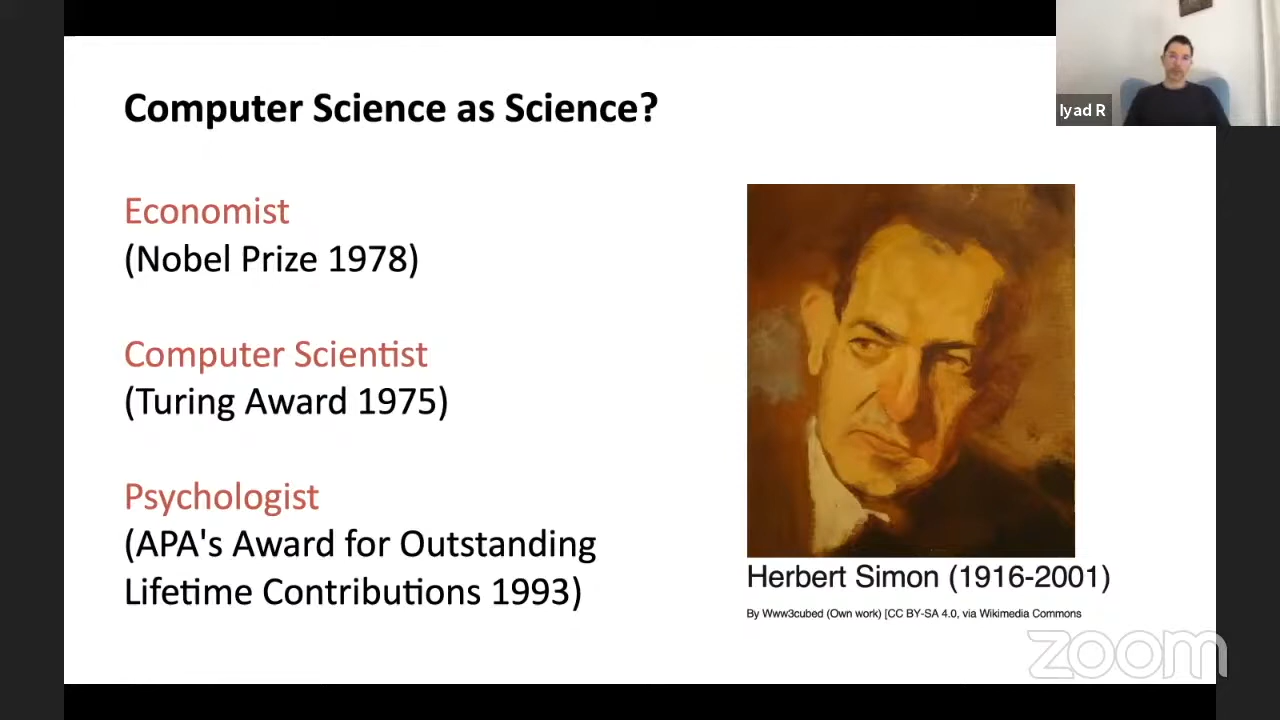 Computer Science as Science?
Iyad R
Economist
(Nobel Prize 1978)
Computer Scientist
(Turing Award 1975)
Psychologist
(APA's Award for Outstanding
Lifetime Contributions 1993)
Herbert Simon (1916-2001)
By Www3cubed (Own work) [CC BY-SA 4.0, via Wikimedia Commons
zoom